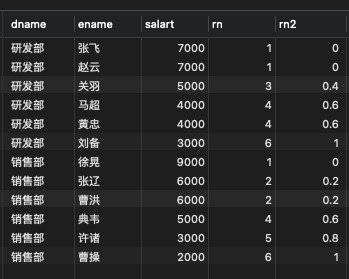 dname ename salart rn rn2
研发部 张飞 7000 1 0
研发部 赵云 7000 1 0
研发部 关羽 5000 3 0.4
研发部 马超 4000 4 0.6
研发部 黄忠 4000 4 0.6
研发部 刘备 3000 6 1
销售部 徐晃 9000 1 0
销售部 张辽 6000 2 0.2
销售部 曹洪 6000 2 0.2
销售部 典韦 5000 4 0.6
销售部 许诸 3000 5 0.8
销售部 曹操 2000 6 1